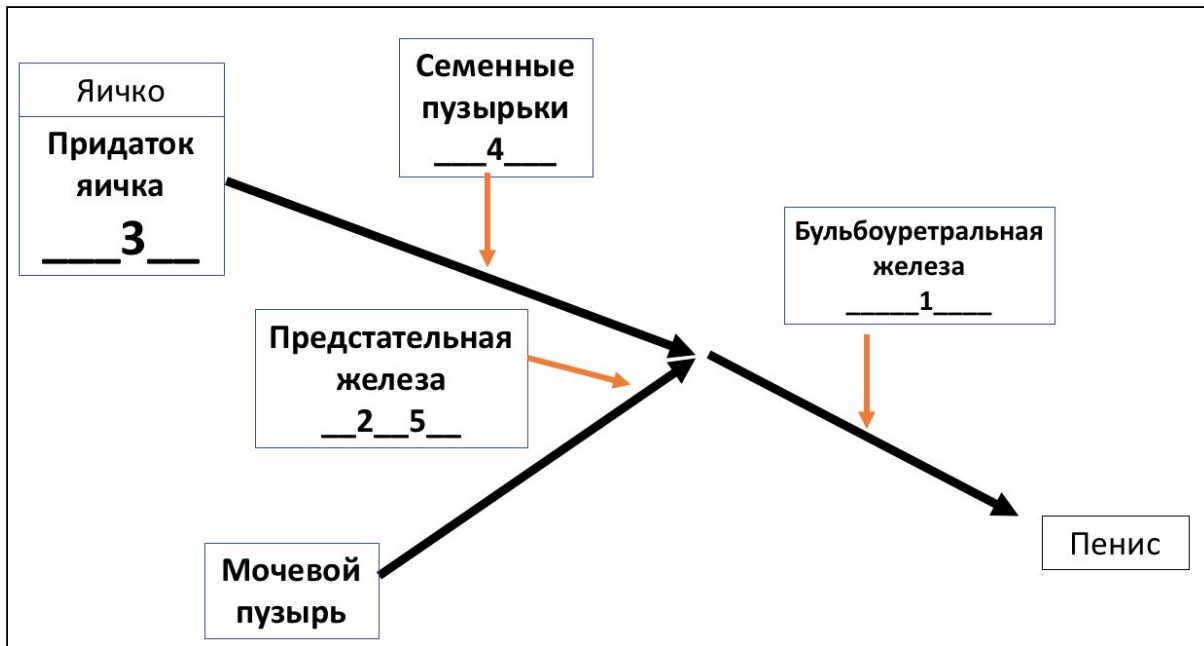 Яичко
Придаток
яичка
___3__
Семенные
пузырьки
___4___
Бульбоуретральная
железа
_____1____
Предстательная
железа
__2__5__
Мочевой
пузырь
Пенис